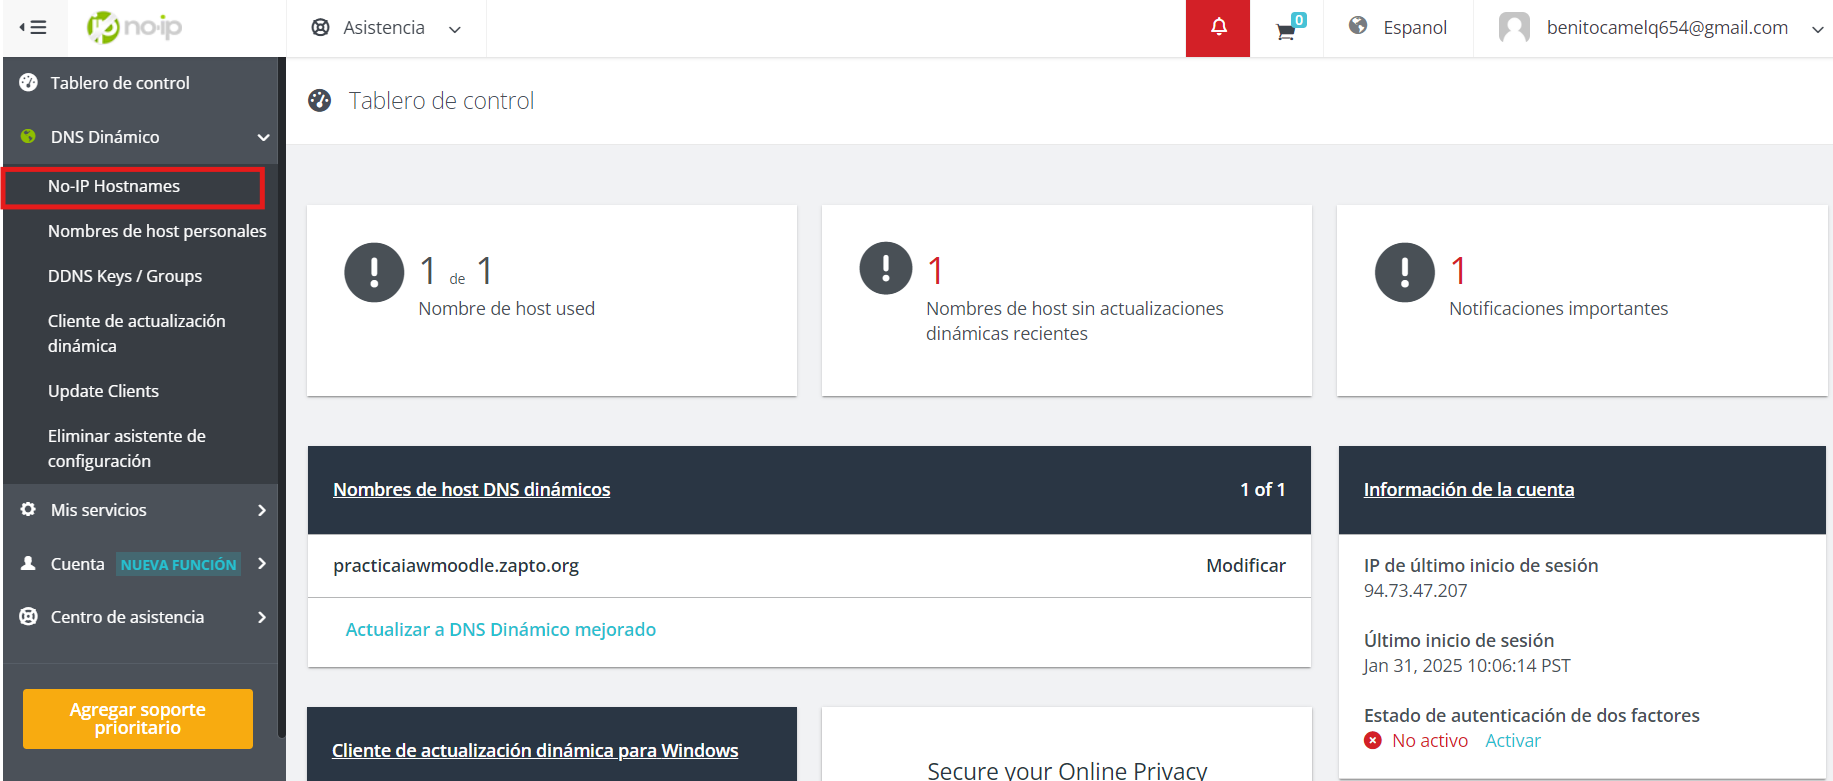 no-ip
Asistencia
0
Espanol
benitocamelq654@gmail.com
Tablero de control
DNS Dinámico
No-IP Hostnames
Nombres de host personales
DDNS Keys / Groups
Cliente de actualización
dinámica
Update Clients
Eliminar asistente de
configuración
Mis servicios
Cuenta NUEVA FUNCIÓN
Centro de asistencia
Agregar soporte
prioritario
Tablero de control
1 de 1
Nombre de host used
1
Nombres de host sin actualizaciones
dinámicas recientes
1
Notificaciones importantes
Nombres de host DNS dinámicos 1 of 1
practicaiawmoodle.zapto.org Modificar
Actualizar a DNS Dinámico mejorado
Información de la cuenta
IP de último inicio de sesión
94.73.47.207
Último inicio de sesión
Jan 31, 2025 10:06:14 PST
Estado de autenticación de dos factores
No activo Activar
Cliente de actualización dinámica para Windows
Secure your Online Privacy